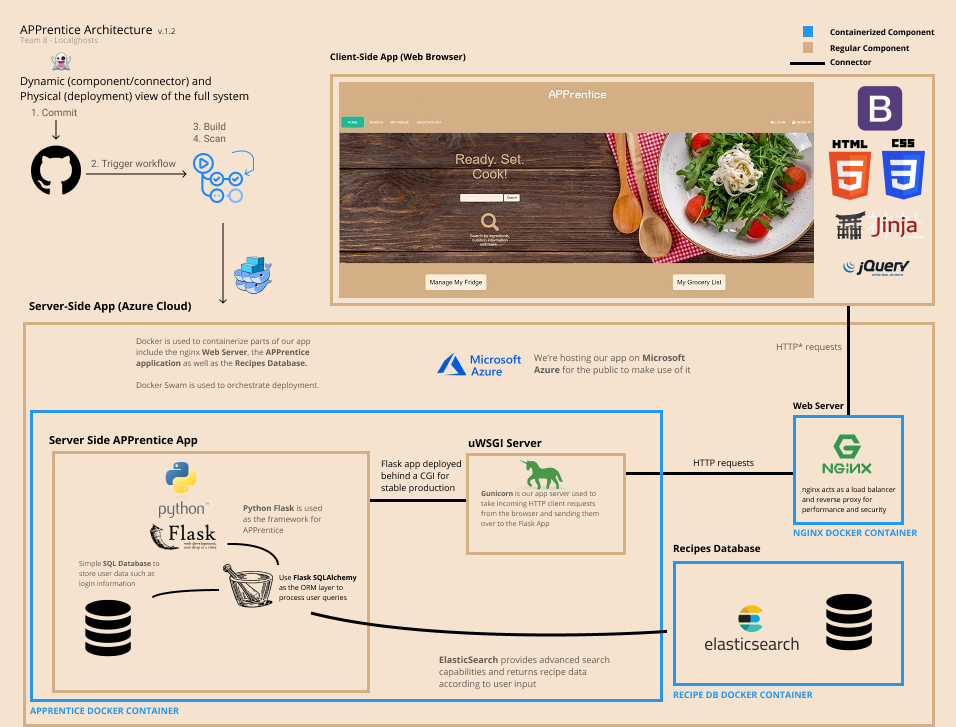 APPrentice Architecture v.1.2
Team 8 - Localghosts
Dynamic (component/connector) and
Physical (deployment) view of the full system
1. Commit
2. Trigger workflow
3. Build
4. Scan
Containerized Component
Regular Component
Connector
Client-Side App (Web Browser)
APPrentice
HOME
SEARCH
MY FRIDGE
GROCERY LIST
LOGIN
SIGN UP
Ready. Set.
Cook!
Search
Search by ingredients,
nutrition information
and more
Manage My Fridge
My Grocery List
B
HTML
5
CSS
3
Jinja
jQuery
Server-Side App (Azure Cloud)
Docker is used to containerize parts of our app
include the nginx Web Server, the APPrentice
application as well as the Recipes Database.
Docker Swam is used to orchestrate deployment.
Microsoft
Azure
We're hosting our app on Microsoft
Azure for the public to make use of it
HTTP* requests
Web Server
NGINX
nginx acts as a load balancer
and reverse proxy for
performance and security
NGINX DOCKER CONTAINER
HTTP requests
Server Side APPrentice App
python™
Flask
web development,
one drop at a time
Python Flask is used
as the framework for
APPrentice
Simple SQL Database to
store user data such as
login information
Use Flask SQLAlchemy
as the ORM layer to
process user queries
Flask app deployed
behind a CGI for
stable production
uWSGI Server
Gunicorn is our app server used to
take incoming HTTP client requests
from the browser and sending them
over to the Flask App
Recipes Database
elasticsearch
RECIPE DB DOCKER CONTAINER
ElasticSearch provides advanced search
capabilities and returns recipe data
according to user input
APPRENTICE DOCKER CONTAINER